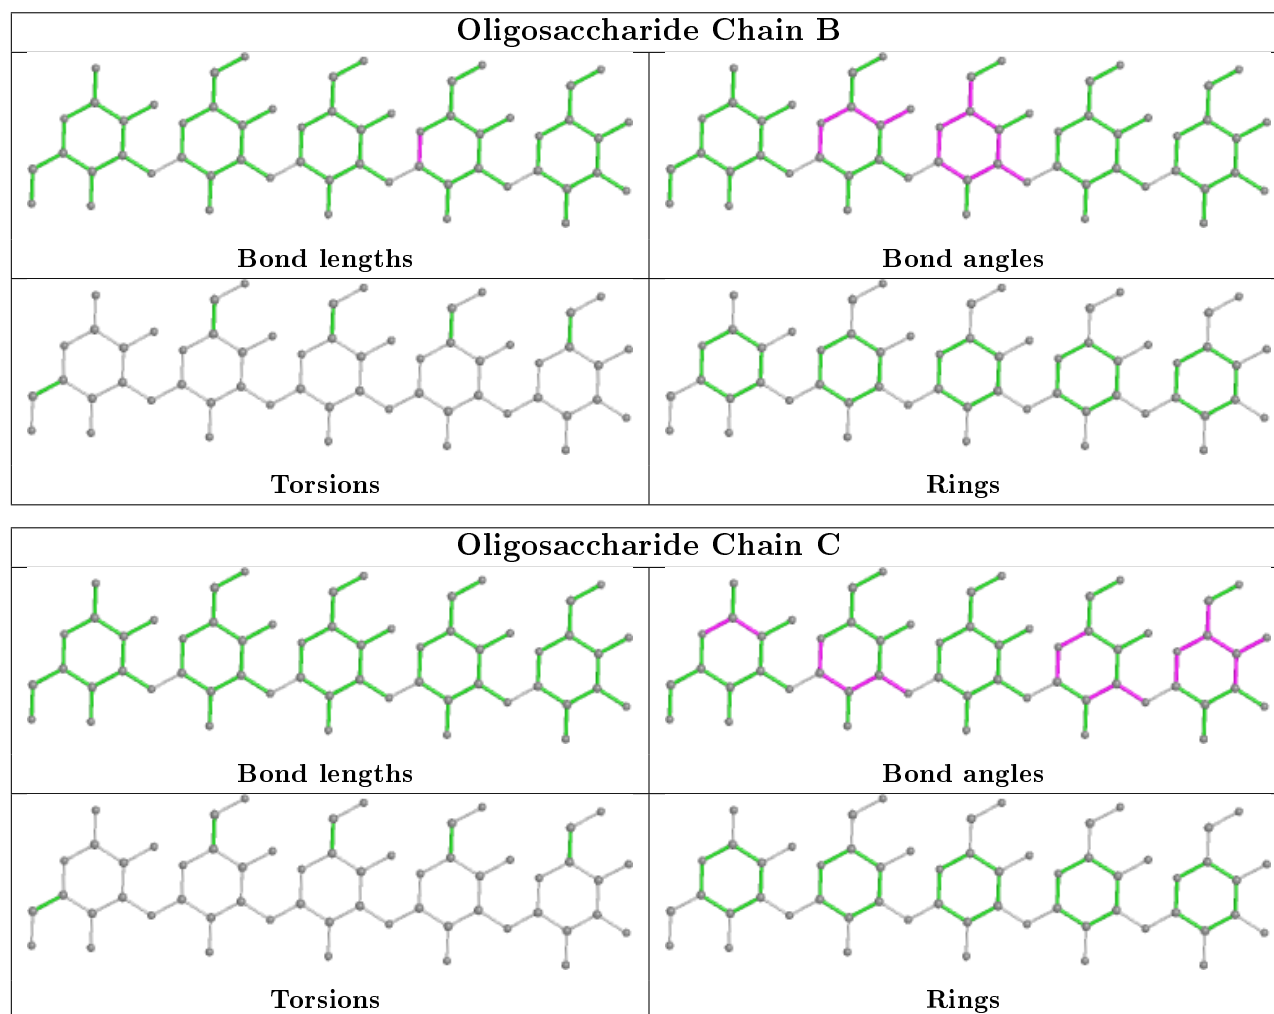 Oligosaccharide Chain B
Bond lengths
Bond angles
Torsions
Rings
Oligosaccharide Chain C
Bond lengths
Bond angles
Torsions
Rings